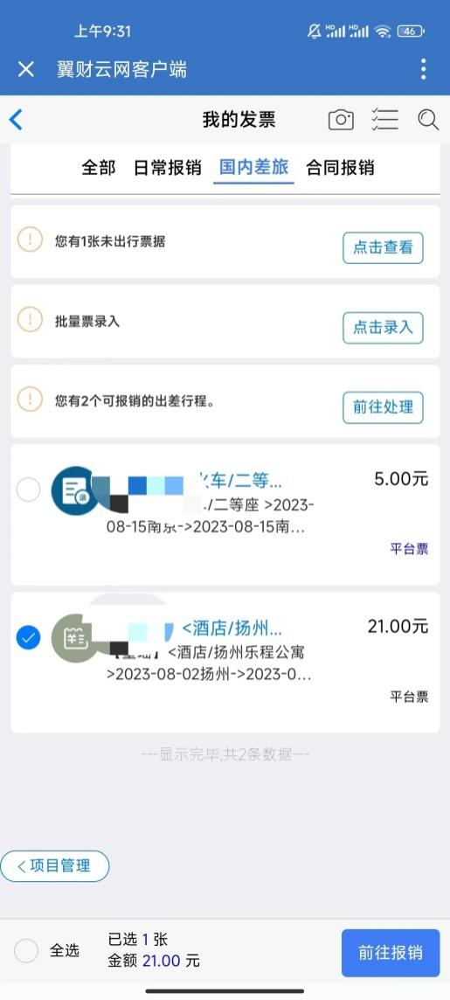 上午9:31
46
翼财云网客户端
我的发票
全部 日常报销 国内差旅 合同报销
您有1张未出行票据
点击查看
批量票录入
点击录入
您有2个可报销的出差行程。
前往处理
火车/二等...
5.00元
/二等座 >2023-
08-15南京->2023-08-15南...
平台票
<酒店/扬州...
21.00元
<酒店/扬州乐程公寓
>2023-08-02扬州->2023-0...
平台票
---显示完毕,共2条数据---
<项目管理
全选
已选 1 张
金额 21.00 元
前往报销